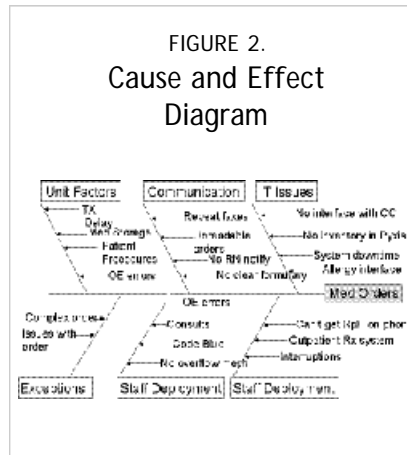 FIGURE 2.
Cause and Effect
Diagram
Unit Factors
Communication
IT Issues
TX
Delay
Med Storage
Patient
Procedures
OE errors
Repeat faxes
orders
No RN notify
No clear formulary
No interface with CC
No Inventory in Pyxis
System downtime
Allergy interface
Med Orders
OE errors
Complex order
Issues with
order
Consults
Code Blue
No overflow mech
Can't get RpH on phone
Outpatient Rx system
Interruptions
Exceptions
Staff Deployment
Staff Deployment